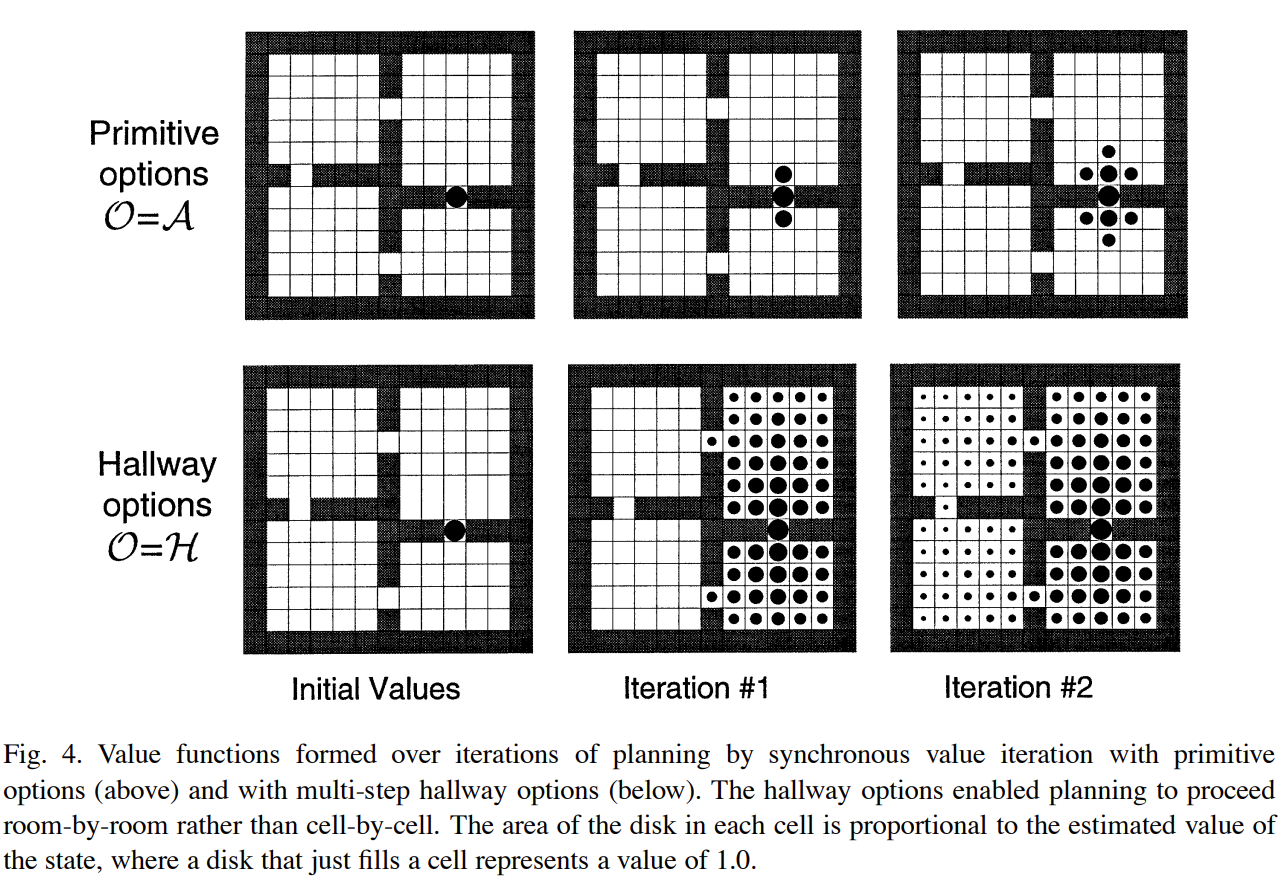 Primitive
options
𝒪=𝒜
Hallway
options
𝒪=ℋ
Initial Values
Iteration #1
Iteration #2
Fig. 4. Value functions formed over iterations of planning by synchronous value iteration with primitive
options (above) and with multi-step hallway options (below). The hallway options enabled planning to proceed
room-by-room rather than cell-by-cell. The area of the disk in each cell is proportional to the estimated value of
the state, where a disk that just fills a cell represents a value of 1.0.